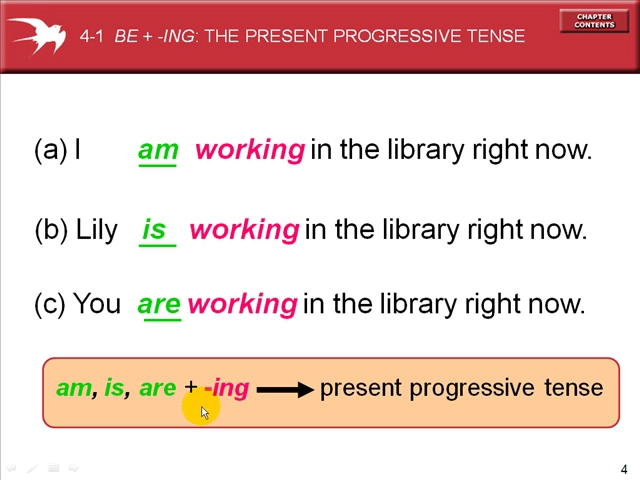 4-1 BE + -ING: THE PRESENT PROGRESSIVE TENSE
CHAPTER
CONTENTS
(a) I am working in the library right now.
(b) Lily is working in the library right now.
(c) You are working in the library right now.
am, is, are + -ing present progressive tense
4